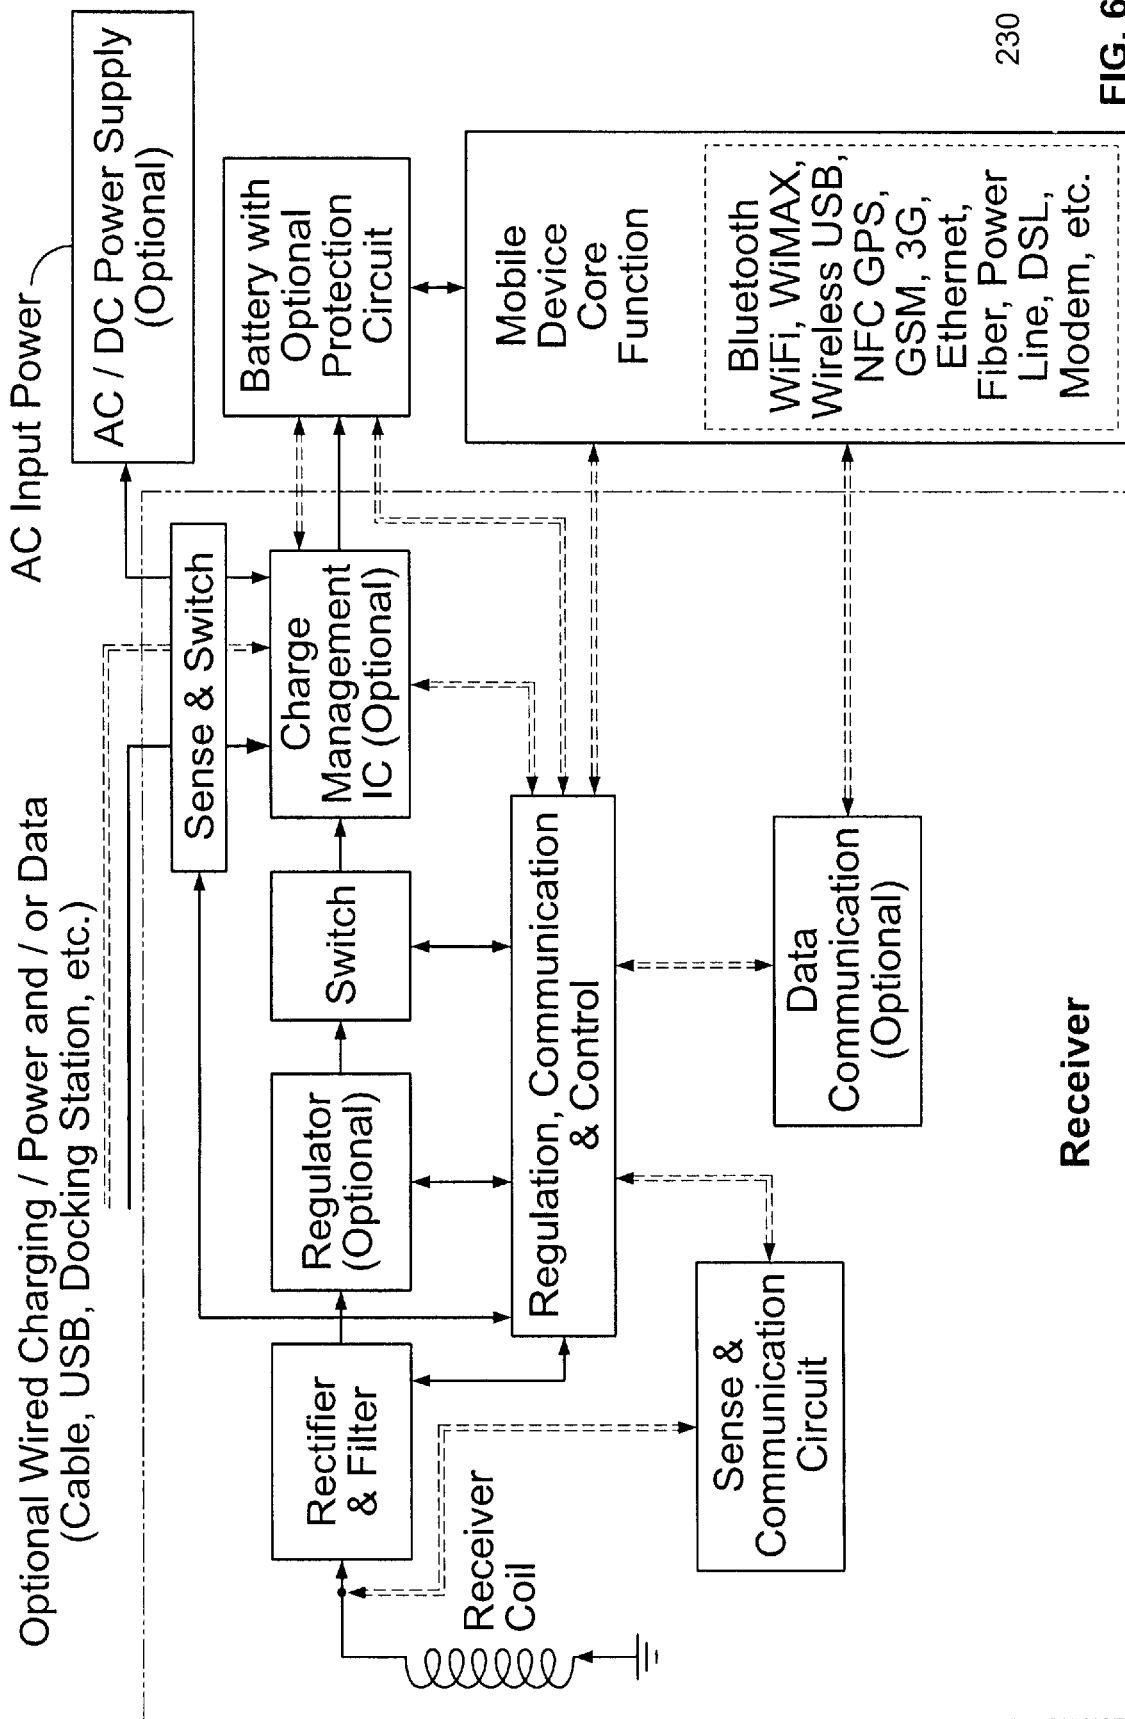 Optional Wired Charging / Power and / or Data
(Cable, USB, Docking Station, etc.)
AC Input Power
AC / DC Power Supply
(Optional)
Sense & Switch
Rectifier
& Filter
Regulator
(Optional)
Switch
Charge
Management
IC (Optional)
Battery with
Optional
Protection
Circuit
Receiver
Coil
Regulation, Communication
& Control
Mobile
Device
Core
Function
Bluetooth
WiFi, WiMAX,
Wireless USB,
NFC GPS,
GSM, 3G,
Ethernet,
Fiber, Power
Line, DSL,
Modem, etc.
Sense &
Communication
Circuit
Data
Communication
(Optional)
Receiver
230
FIG. 6